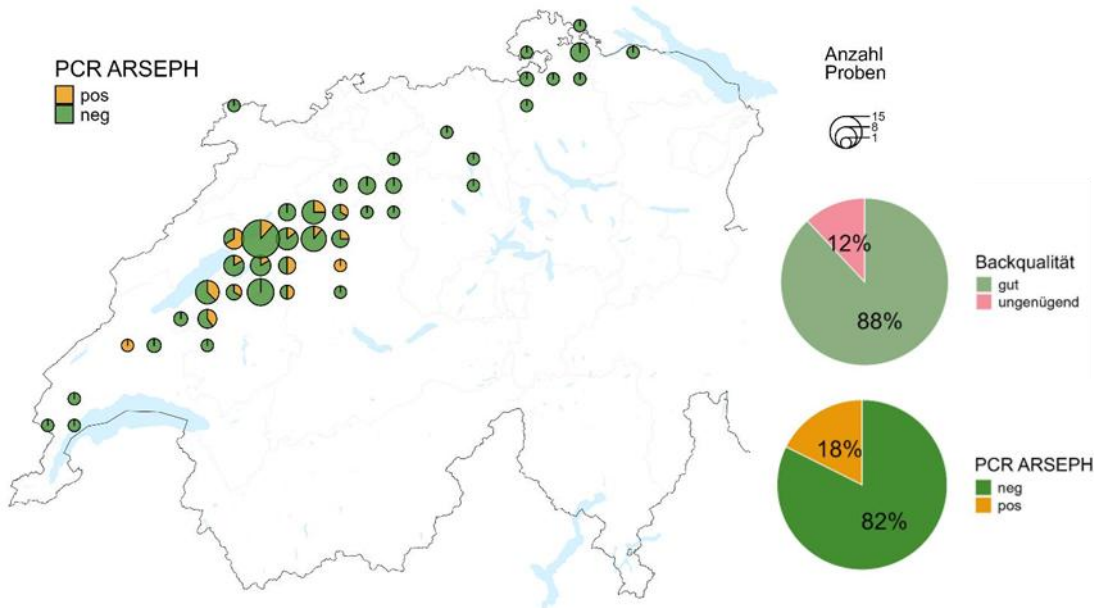 PCR ARSEPH
pos
neg
Anzahl
Proben
15
8
1
12%
88%
Backqualität
gut
ungenügend
18%
82%
PCR ARSEPH
neg
pos